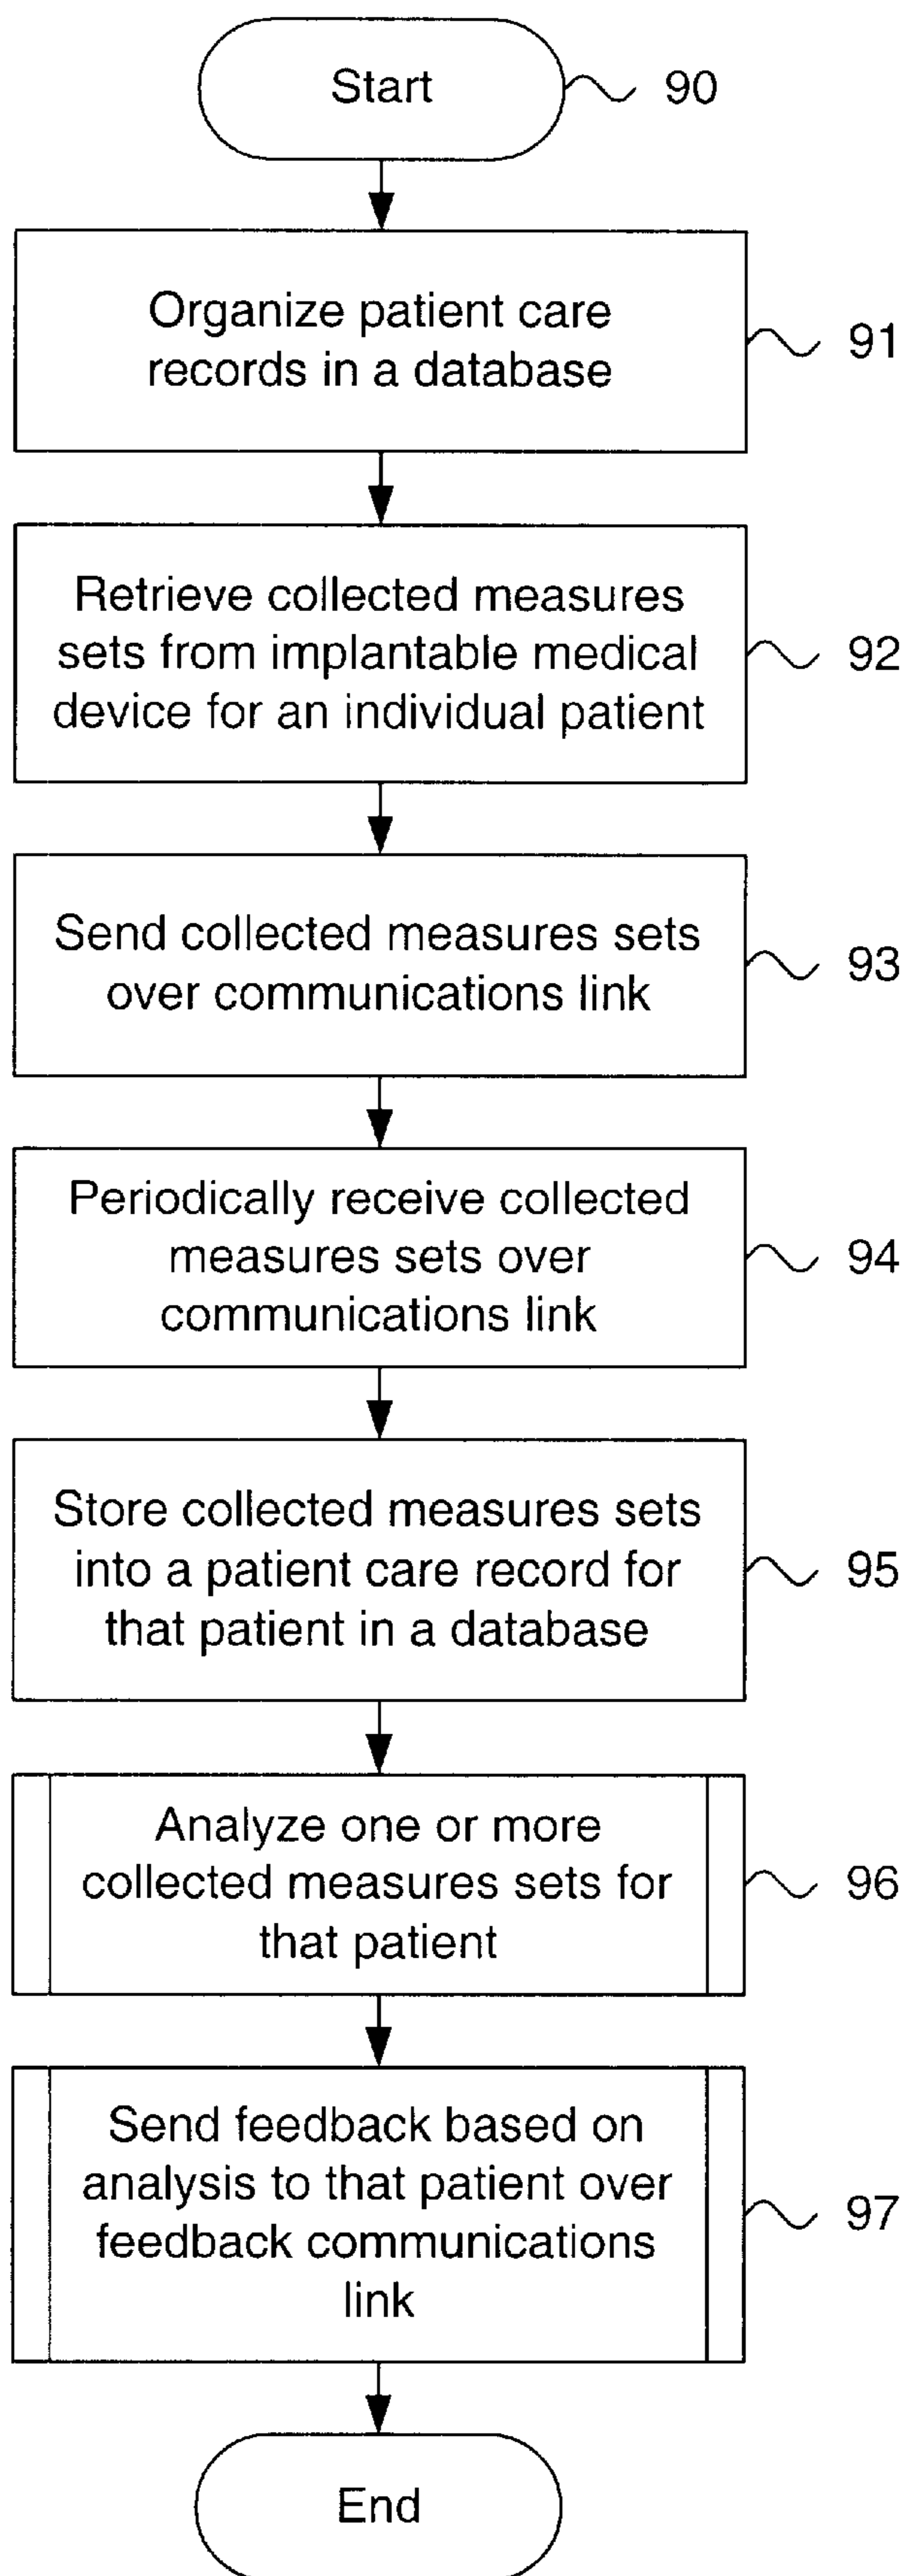 Start
90
Organize patient care
records in a database
91
Retrieve collected measures
sets from implantable medical
device for an individual patient
92
Send collected measures sets
over communications link
93
Periodically receive collected
measures sets over
communications link
94
Store collected measures sets
into a patient care record for
that patient in a database
95
Analyze one or more
collected measures sets for
that patient
96
Send feedback based on
analysis to that patient over
feedback communications
link
97
End